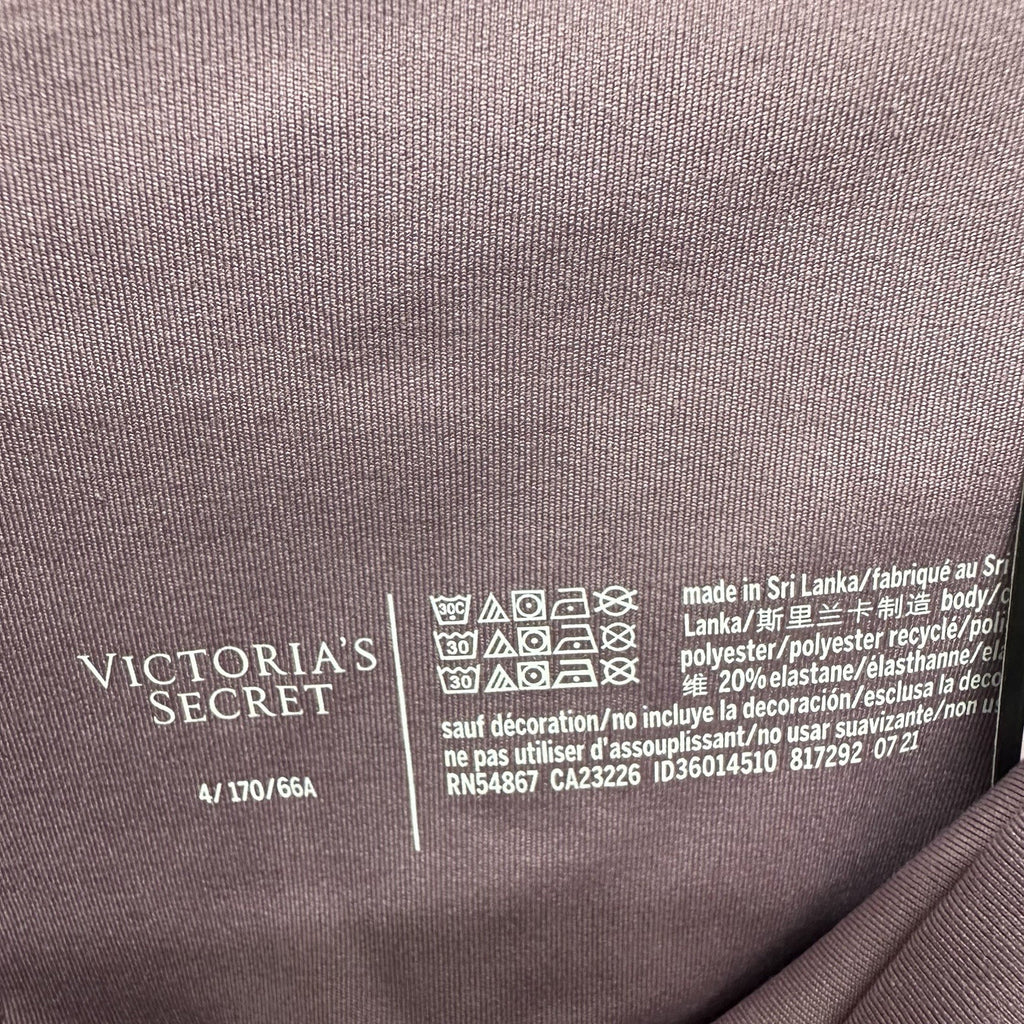 VICTORIA'S
SECRET
4/ 170/66A
30C
30
30
made in Sri Lanka/fabriqué au Sri
Lanka/斯里兰卡制造 body/
polyester/polyester recyclé/
维 20% elastane/élasthanne/
sauf décoration/no incluye la decoración/esclusa la
ne pas utiliser d'assouplissant/no usar suavizante/non
RN54867 CA23226 ID36014510 817292 07 21